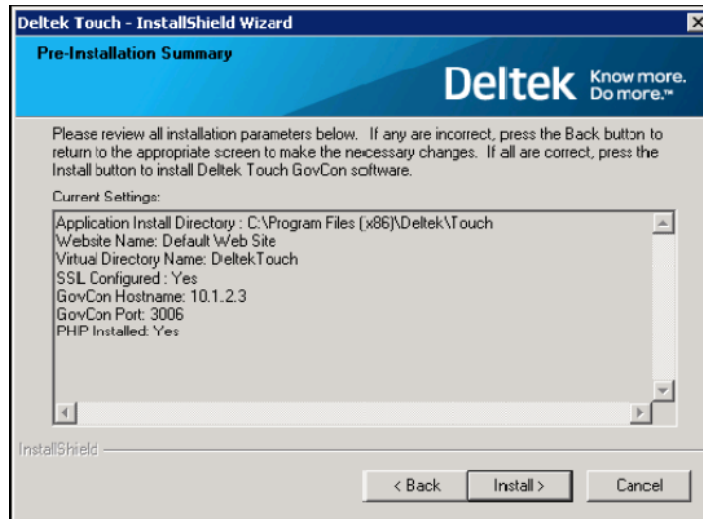 Deltek Touch - InstallShield Wizard
Pre-Installation Summary
Deltek Know more.
Do more.™
Please review all installation parameters below. If any are incorrect, press the Back button to
return to the appropriate screen to make the necessary changes. If all are correct, press the
Install button to install Deltek Touch GovCon software.
Current Settings:
Application Install Directory : C:\Program Files (x86)\Deltek\Touch
Website Name: Default Web Site
Virtual Directory Name: DeltekTouch
SSL Configured : Yes
GovCon Hostname: 10.1.2.3
GovCon Port: 3006
PHP Installed: Yes
InstallShield
< Back
Install >
Cancel